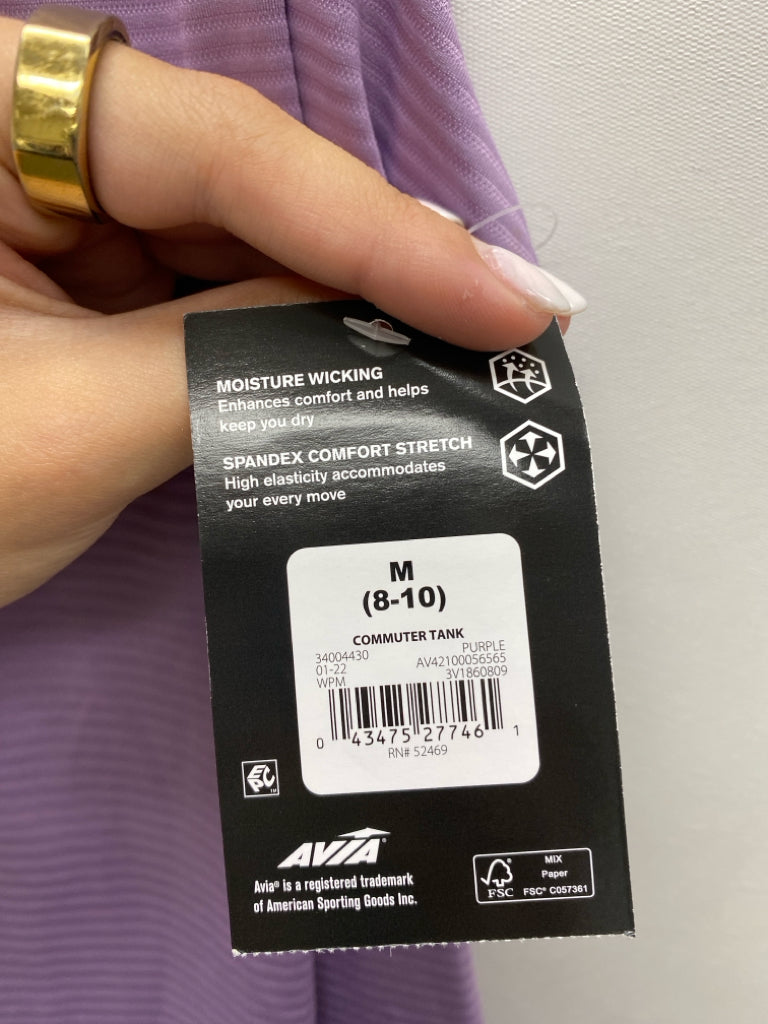 MOISTURE WICKING
Enhances comfort and helps
keep you dry
SPANDEX COMFORT STRETCH
High elasticity accommodates
your every move
M
(8-10)
COMMUTER TANK
34004430 PURPLE
01-22 AV42100056565
WPM 3V1860809
0 43475 27746 1
RN# 52469
EPC TM
AVIA®
Avia® is a registered trademark
of American Sporting Goods Inc.
FSC
MIX
Paper
FSC® C057361